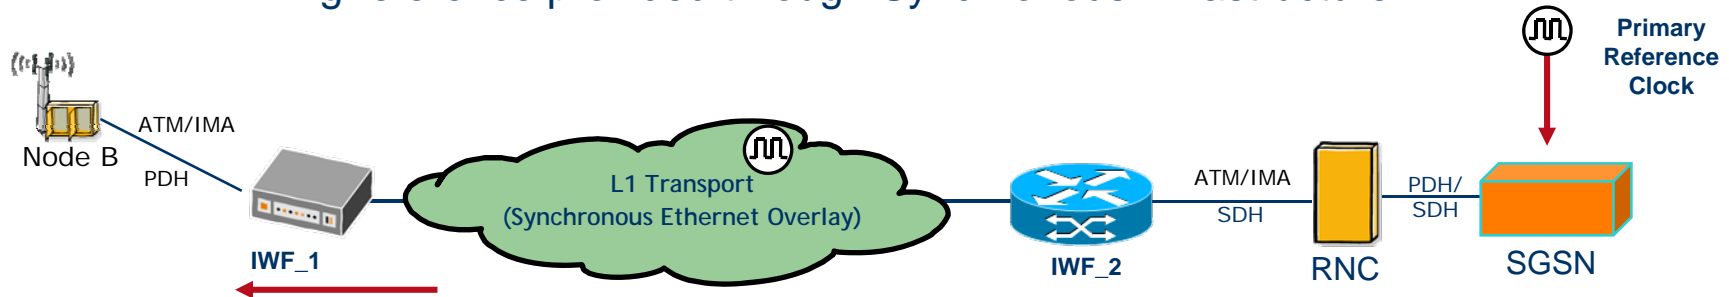 Primary
Reference
Clock
ATM/IMA
Node B
PDH
L1 Transport
(Synchronous Ethernet Overlay)
IWF_1
IWF_2
ATM/IMA
SDH
RNC
PDH/
SDH
SGSN